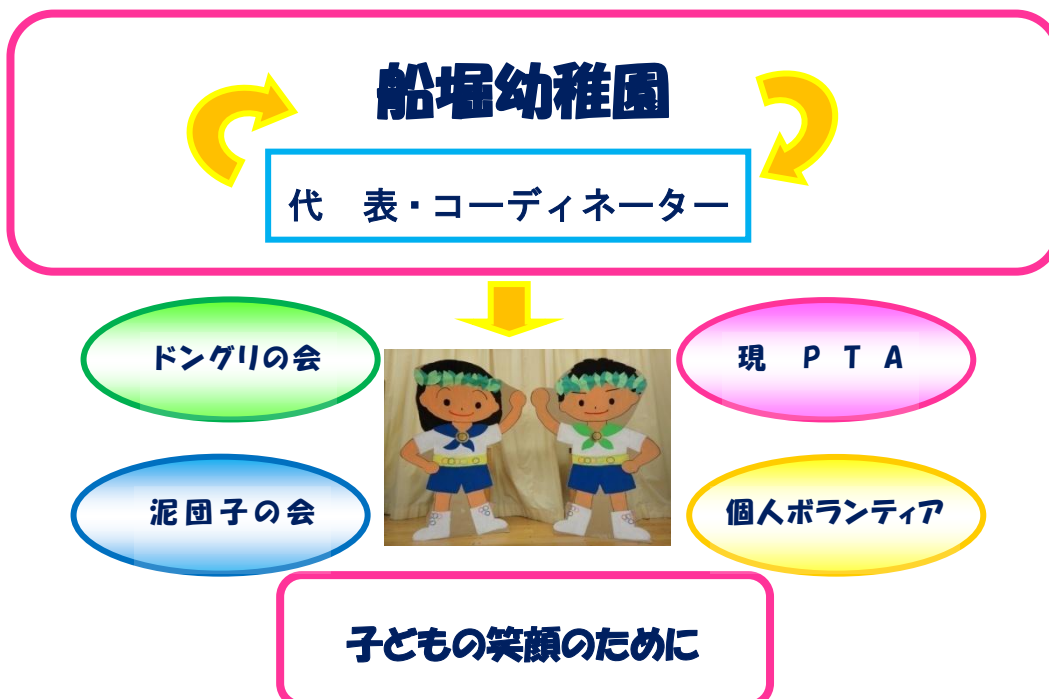 船堀幼稚園
代　表・コーディネーター
ドングリの会
現　P　T　A
泥団子の会
個人ボランティア
子どもの笑顔のために